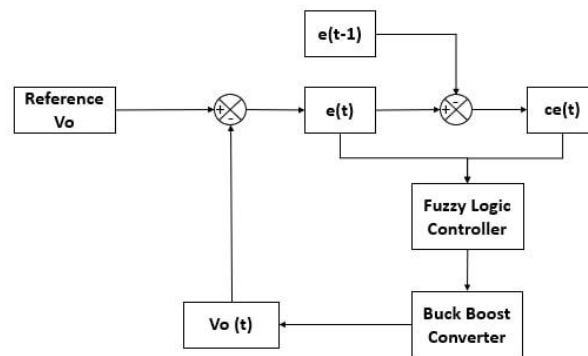 e(t-1)
Reference
Vo
+
-
e(t)
+
-
ce(t)
Fuzzy Logic
Controller
Buck Boost
Converter
Vo (t)